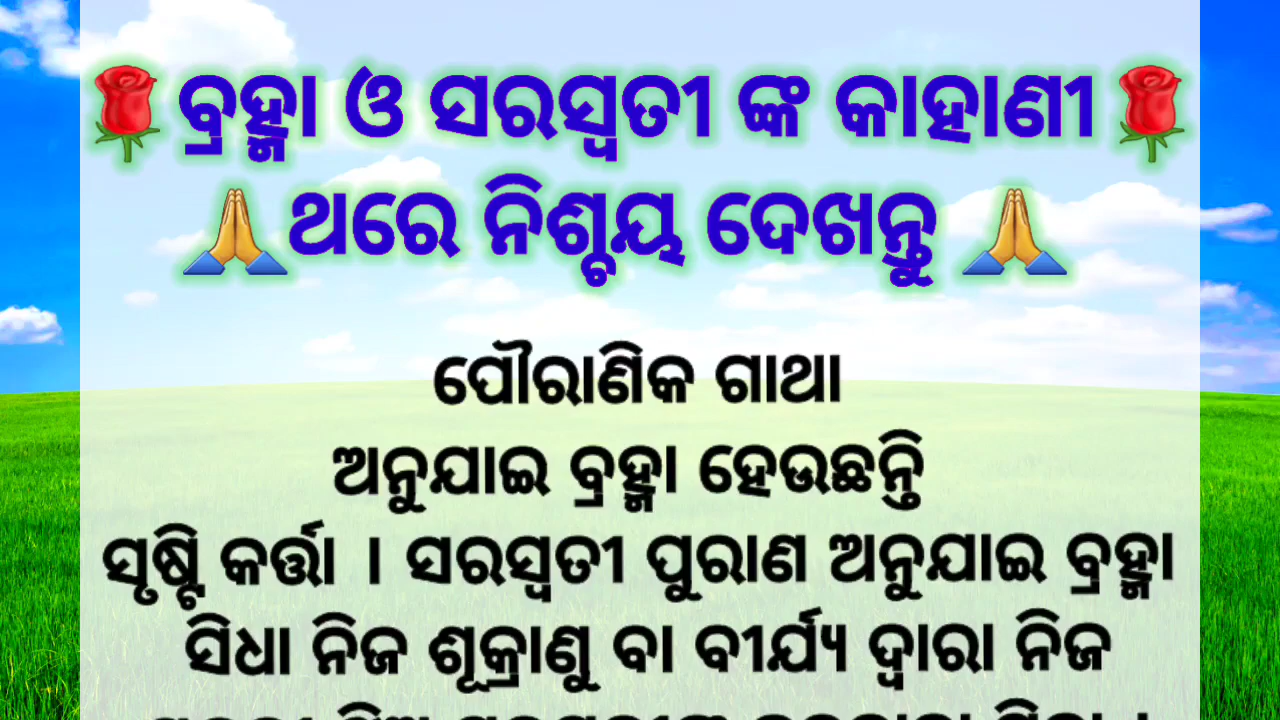 🌹ବ୍ରହ୍ମା ଓ ସରସ୍ୱତୀ ଙ୍କ କାହାଣୀ🌹
🙏ଥରେ ନିଶ୍ଚୟ ଦେଖନ୍ତୁ 🙏
ପୌରାଣିକ ଗାଥା
ଅନୁଯାଇ ବ୍ରହ୍ମା ହେଉଛନ୍ତି
ସୃଷ୍ଟି କର୍ତ୍ତା । ସରସ୍ୱତୀ ପୁରାଣ ଅନୁଯାଇ ବ୍ରହ୍ମା
ସିଧା ନିଜ ଶୂକ୍ରାଣୁ ବା ବୀର୍ଯ୍ୟ ଦ୍ୱାରା ନିଜ